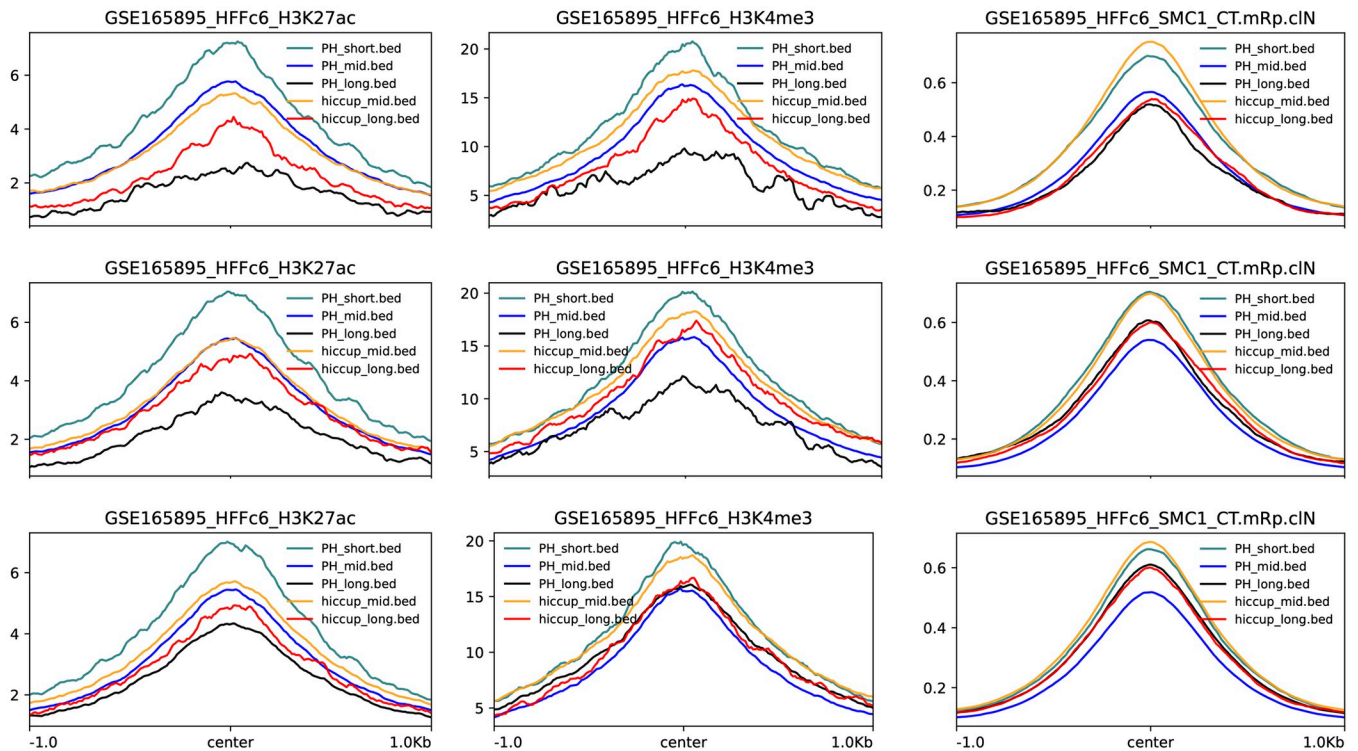 GSE165895_HFFc6_H3K27ac
6
4
2
PH_short.bed
PH_mid.bed
PH_long.bed
hiccup_mid.bed
hiccup_long.bed
GSE165895_HFFc6_H3K4me3
20
15
10
5
PH_short.bed
PH_mid.bed
PH_long.bed
hiccup_mid.bed
hiccup_long.bed
GSE165895_HFFc6_SMC1_CT.mRp.clN
0.6
0.4
0.2
PH_short.bed
PH_mid.bed
PH_long.bed
hiccup_mid.bed
hiccup_long.bed
GSE165895_HFFc6_H3K27ac
6
4
2
PH_short.bed
PH_mid.bed
PH_long.bed
hiccup_mid.bed
hiccup_long.bed
GSE165895_HFFc6_H3K4me3
20
15
10
5
PH_short.bed
PH_mid.bed
PH_long.bed
hiccup_mid.bed
hiccup_long.bed
GSE165895_HFFc6_SMC1_CT.mRp.clN
0.6
0.4
0.2
PH_short.bed
PH_mid.bed
PH_long.bed
hiccup_mid.bed
hiccup_long.bed
GSE165895_HFFc6_H3K27ac
6
4
2
PH_short.bed
PH_mid.bed
PH_long.bed
hiccup_mid.bed
hiccup_long.bed
-1.0 center 1.0Kb
GSE165895_HFFc6_H3K4me3
20
15
10
5
PH_short.bed
PH_mid.bed
PH_long.bed
hiccup_mid.bed
hiccup_long.bed
-1.0 center 1.0Kb
GSE165895_HFFc6_SMC1_CT.mRp.clN
0.6
0.4
0.2
PH_short.bed
PH_mid.bed
PH_long.bed
hiccup_mid.bed
hiccup_long.bed
-1.0 center 1.0Kb